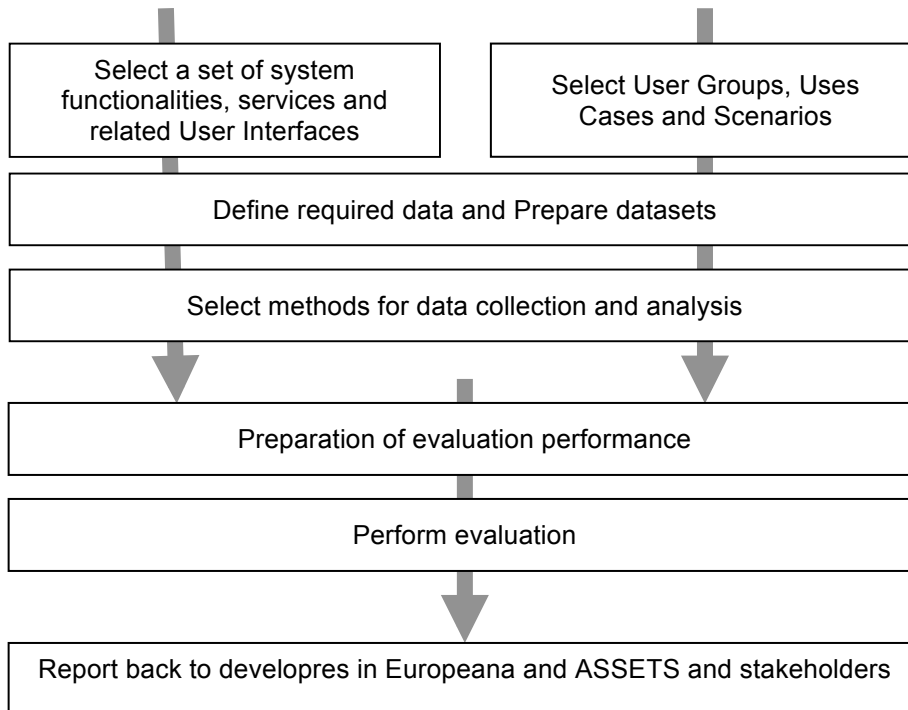 Select a set of system
functionalities, services and
related User Interfaces
Select User Groups, Uses
Cases and Scenarios
Define required data and Prepare datasets
Select methods for data collection and analysis
Preparation of evaluation performance
Perform evaluation
Report back to developres in Europeana and ASSETS and stakeholders